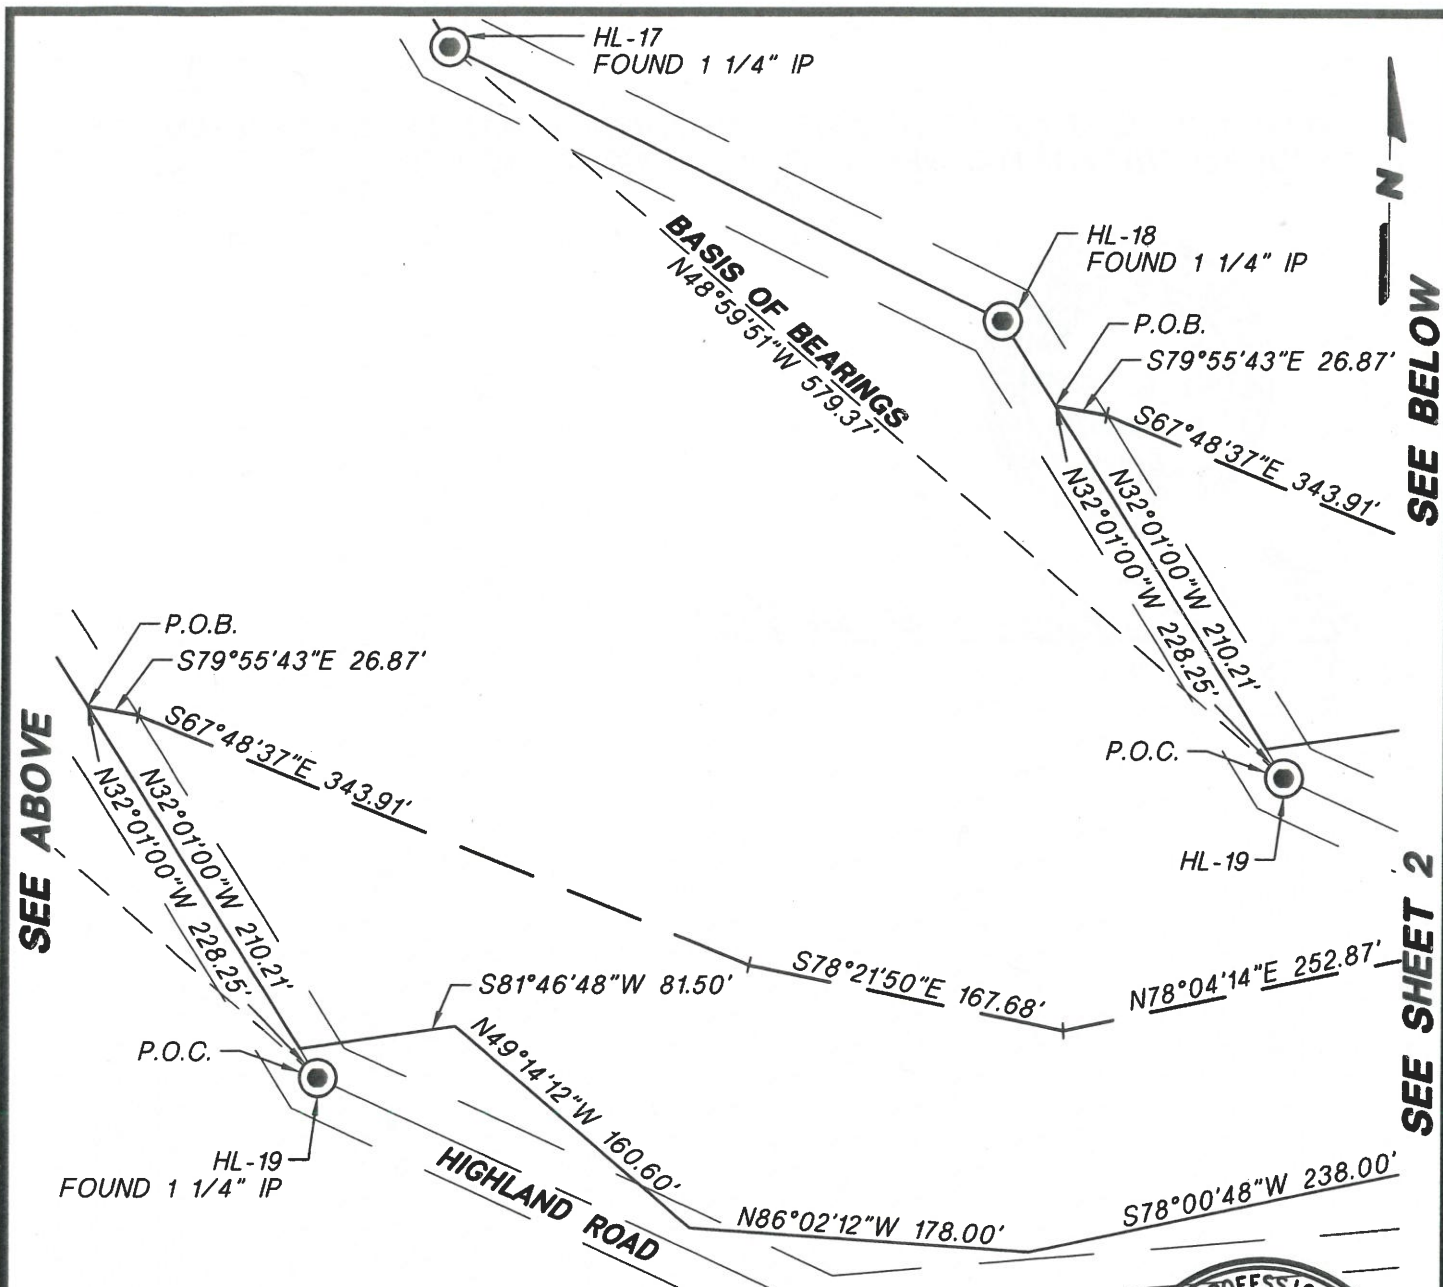 HL-17
FOUND 1 1/4" IP
N
HL-18
FOUND 1 1/4" IP
P.O.B.
S79°55'43"E 26.87'
BASIS OF BEARINGS
N48°59'51"W 579.37'
SEE BELOW
S67°48'37"E 343.91'
N32°01'00"W 210.21'
N32°01'00"W 228.25'
P.O.C.
HL-19
P.O.B.
S79°55'43"E 26.87'
SEE ABOVE
S67°48'37"E 343.91'
N32°01'00"W 210.21'
N32°01'00"W 228.25'
SEE SHEET 2
S78°21'50"E 167.68'
N78°04'14"E 252.87'
S81°46'48"W 81.50'
P.O.C.
N49°14'12"W 160.60'
HL-19
FOUND 1 1/4" IP
HIGHLAND ROAD
N86°02'12"W 178.00'
S78°00'48"W 238.00'